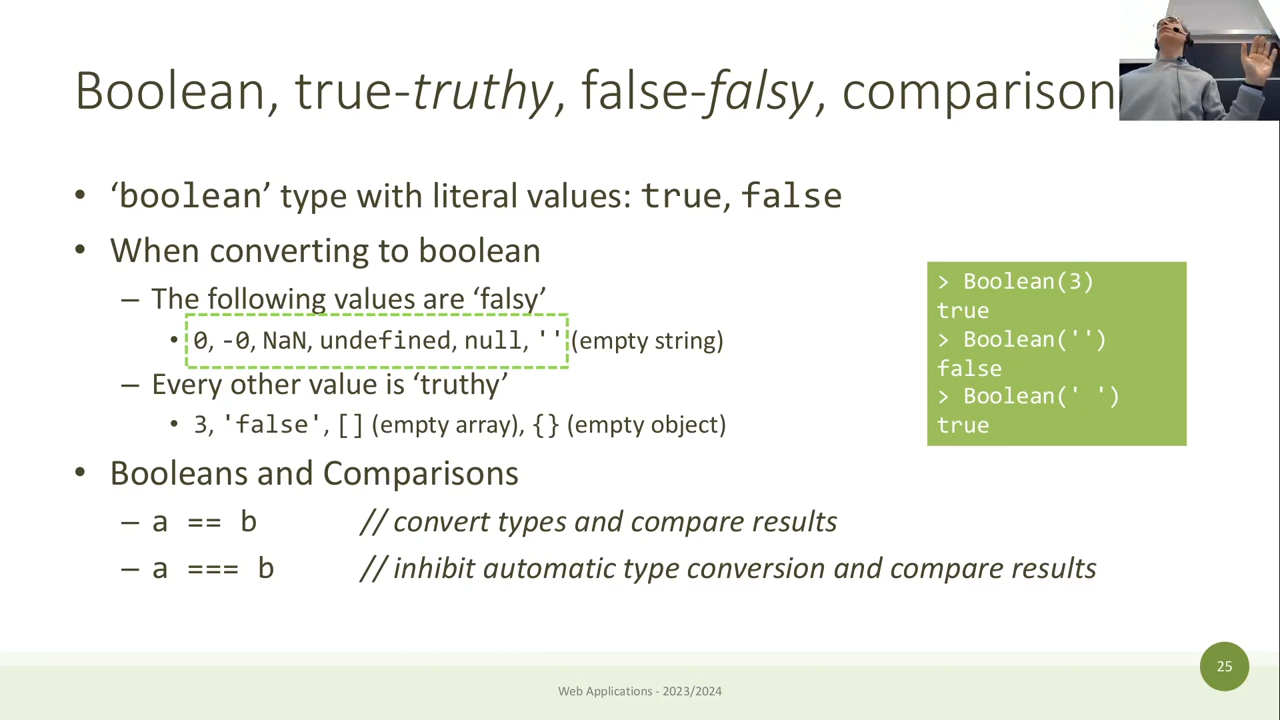 Boolean, true-truthy, false-falsy, comparison
• ‘boolean’ type with literal values: true, false
• When converting to boolean
– The following values are ‘falsy’
• 0, -0, NaN, undefined, null, '' (empty string)
– Every other value is ‘truthy’
• 3, 'false', [] (empty array), {} (empty object)
• Booleans and Comparisons
– a == b // convert types and compare results
– a === b // inhibit automatic type conversion and compare results
> Boolean(3)
true
> Boolean('')
false
> Boolean(' ')
true
Web Applications - 2023/2024
25